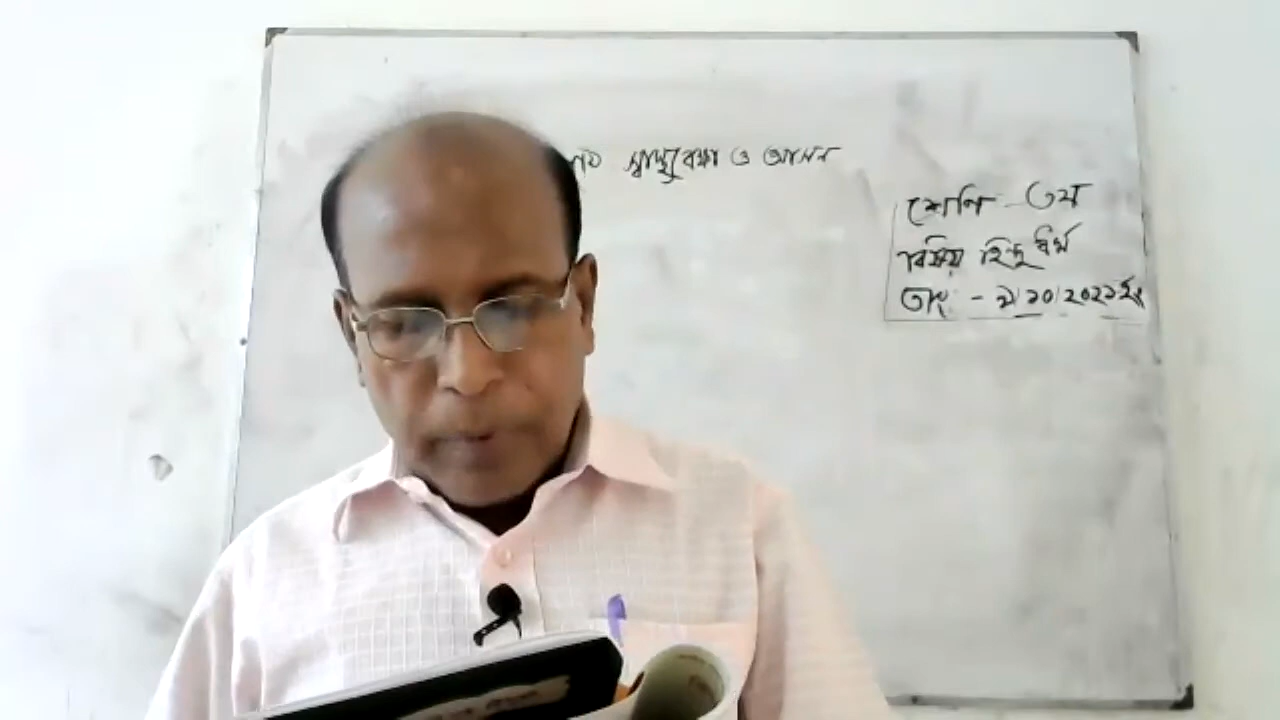 স্বাস্থ্যরক্ষা ও আসন
শ্রেণি - ৩য়
বিষয় হিন্দু ধর্ম
তাং - ৯/১০/২০২১ইং